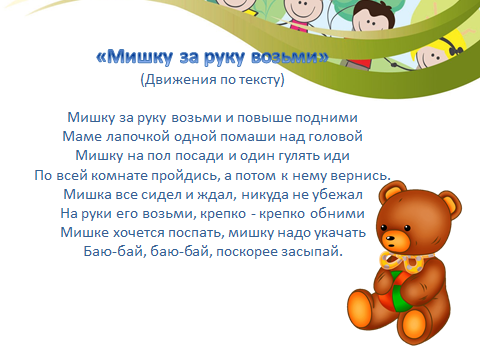 «Мишку за руку возьми»
(Движения по тексту)
Мишку за руку возьми и повыше подними
Маме лапочкой одной помаши над головой
Мишку на пол посади и один гулять иди
По всей комнате пройдись, а потом к нему вернись.
Мишка все сидел и ждал, никуда не убежал
На руки его возьми, крепко - крепко обними
Мишке хочется поспать, мишку надо укачать
Баю-бай, баю-бай, поскорее засыпай.